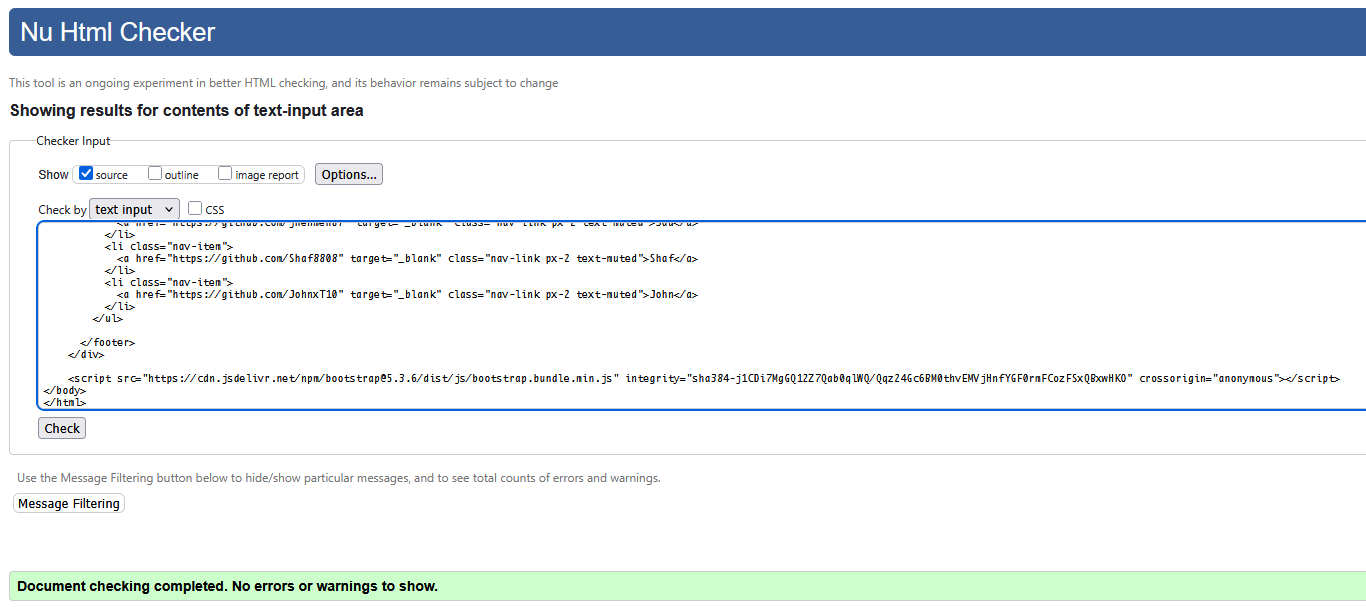 Nu Html Checker
This tool is an ongoing experiment in better HTML checking, and its behavior remains subject to change
Showing results for contents of text-input area
Checker Input
Show source outline image report Options...
Check by text input CSS
</li>
<li class="nav-item">
<a href="https://github.com/Shaf8808" target="_blank" class="nav-link px-2 text-muted">Shaf</a>
</li>
<li class="nav-item">
<a href="https://github.com/JohnxT10" target="_blank" class="nav-link px-2 text-muted">John</a>
</li>
</ul>
</footer>
</div>
<script src="https://cdn.jsdelivr.net/npm/bootstrap@5.3.6/dist/js/bootstrap.bundle.min.js" crossorigin="anonymous"></script>
</body>
</html>
Check
Use the Message Filtering button below to hide/show particular messages, and to see total counts of errors and warnings.
Message Filtering
Document checking completed. No errors or warnings to show.